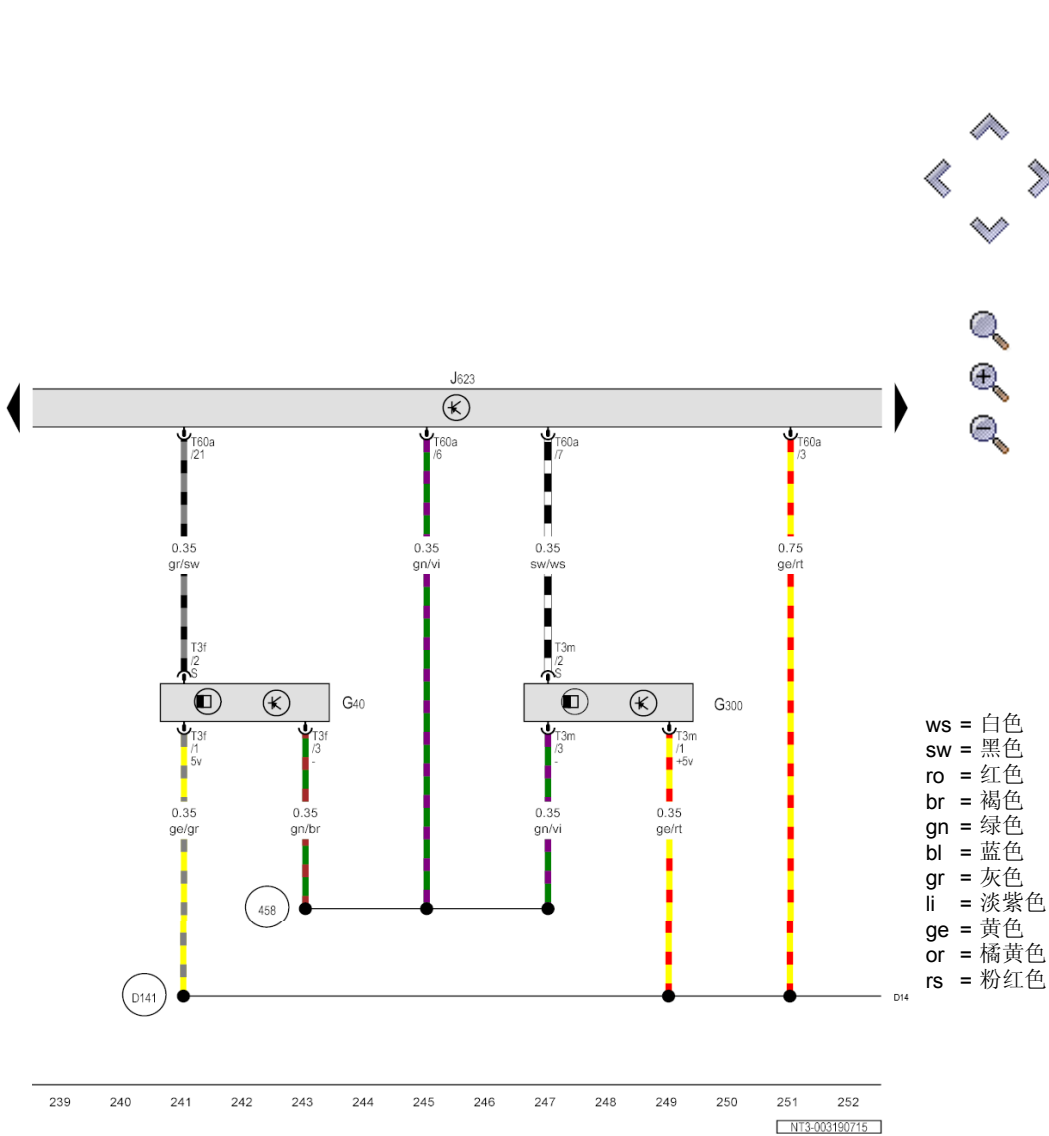 J623
T60a
/21
T60a
/6
T60a
/7
T60a
/3
0.35
gr/sw
0.35
gn/vi
0.35
sw/ws
0.75
ge/rt
T3f
/2
S
T3m
/2
S
G40
G300
T3f
/1
5v
T3f
/3
-
T3m
/3
-
T3m
/1
+5v
0.35
ge/gr
0.35
gn/br
0.35
gn/vi
0.35
ge/rt
458
D141
D14
ws = 白色
sw = 黑色
ro = 红色
br = 褐色
gn = 绿色
bl = 蓝色
gr = 灰色
li = 淡紫色
ge = 黄色
or = 橘黄色
rs = 粉红色
239 240 241 242 243 244 245 246 247 248 249 250 251 252
NT3-003190715